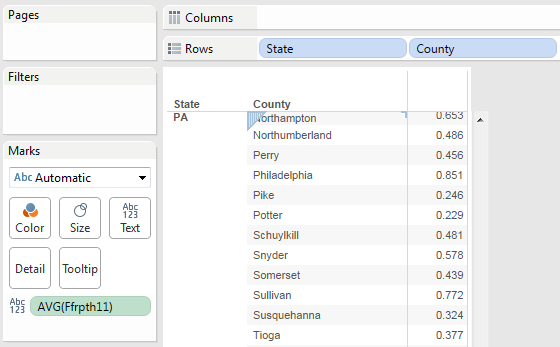 Pages
Columns
Rows State County
Filters
Marks
Abc Automatic
Color Size Abc 123 Text
Detail Tooltip
Abc 123 AVG(Ffrpth11)
State County
PA Northampton 0.653
Northumberland 0.486
Perry 0.456
Philadelphia 0.851
Pike 0.246
Potter 0.229
Schuylkill 0.481
Snyder 0.578
Somerset 0.439
Sullivan 0.772
Susquehanna 0.324
Tioga 0.377